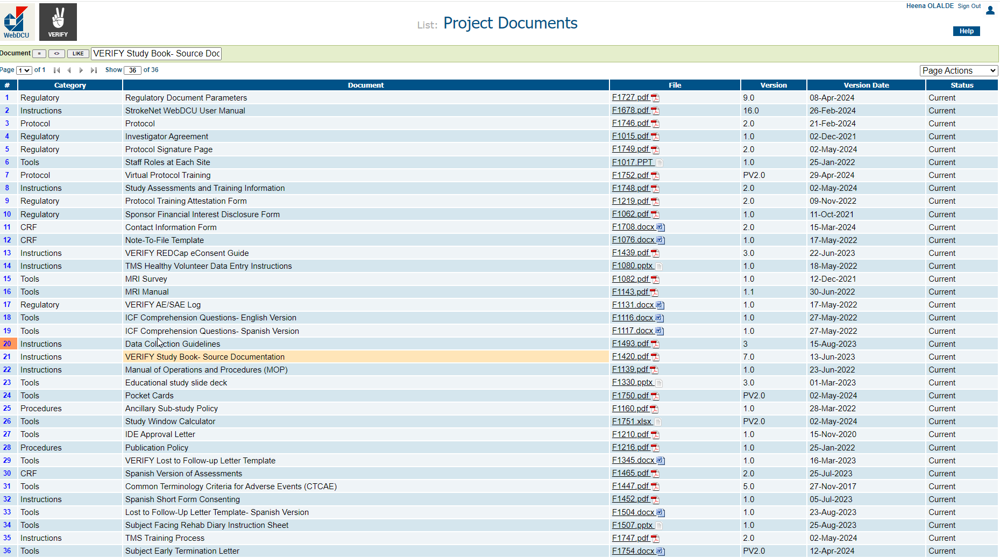 WebDCU
VERIFY
List: Project Documents
Heena OLALDE Sign Out
Help
Document = <> LIKE VERIFY Study Book- Source Doc
Page 1 of 1 Show 36 of 36
Page Actions
# Category Document File Version Version Date Status
1 Regulatory Regulatory Document Parameters F1727.pdf 9.0 08-Apr-2024 Current
2 Instructions StrokeNet WebDCU User Manual F1678.pdf 16.0 26-Feb-2024 Current
3 Protocol Protocol F1746.pdf 2.0 21-Feb-2024 Current
4 Regulatory Investigator Agreement F1015.pdf 1.0 02-Dec-2021 Current
5 Regulatory Protocol Signature Page F1749.pdf 2.0 02-May-2024 Current
6 Tools Staff Roles at Each Site F1017.PPT 1.0 25-Jan-2022 Current
7 Protocol Virtual Protocol Training F1752.pdf PV2.0 29-Apr-2024 Current
8 Instructions Study Assessments and Training Information F1748.pdf 2.0 02-May-2024 Current
9 Regulatory Protocol Training Attestation Form F1219.pdf 2.0 09-Nov-2022 Current
10 Regulatory Sponsor Financial Interest Disclosure Form F1062.pdf 1.0 11-Oct-2021 Current
11 CRF Contact Information Form F1708.docx 2.0 15-Mar-2024 Current
12 CRF Note-To-File Template F1076.docx 1.0 17-May-2022 Current
13 Instructions VERIFY REDCap eConsent Guide F1439.pdf 3.0 22-Jun-2023 Current
14 Instructions TMS Healthy Volunteer Data Entry Instructions F1080.pptx 1.0 18-May-2022 Current
15 Tools MRI Survey F1082.pdf 1.0 12-Dec-2021 Current
16 Tools MRI Manual F1143.pdf 1.1 30-Jun-2022 Current
17 Regulatory VERIFY AE/SAE Log F1131.docx 1.0 17-May-2022 Current
18 Tools ICF Comprehension Questions- English Version F1116.docx 1.0 27-May-2022 Current
19 Tools ICF Comprehension Questions- Spanish Version F1117.docx 1.0 27-May-2022 Current
20 Instructions Data Collection Guidelines F1493.pdf 3 15-Aug-2023 Current
21 Instructions VERIFY Study Book- Source Documentation F1420.pdf 7.0 13-Jun-2023 Current
22 Instructions Manual of Operations and Procedures (MOP) F1139.pdf 1.0 23-Jun-2022 Current
23 Tools Educational study slide deck F1330.pptx 3.0 01-Mar-2023 Current
24 Tools Pocket Cards F1750.pdf PV2.0 02-May-2024 Current
25 Procedures Ancillary Sub-study Policy F1160.pdf 1.0 28-Mar-2022 Current
26 Tools Study Window Calculator F1751.xlsx PV2.0 02-May-2024 Current
27 Tools IDE Approval Letter F1210.pdf 1.0 15-Nov-2020 Current
28 Procedures Publication Policy F1216.pdf 1.0 25-Jan-2022 Current
29 Tools VERIFY Lost to Follow-up Letter Template F1345.docx 1.0 16-Mar-2023 Current
30 CRF Spanish Version of Assessments F1465.pdf 2.0 25-Jul-2023 Current
31 Tools Common Terminology Criteria for Adverse Events (CTCAE) F1447.pdf 5.0 27-Nov-2017 Current
32 Instructions Spanish Short Form Consenting F1452.pdf 1.0 05-Jul-2023 Current
33 Tools Lost to Follow-Up Letter Template- Spanish Version F1504.docx 1.0 23-Aug-2023 Current
34 Tools Subject Facing Rehab Diary Instruction Sheet F1507.pptx 1.0 25-Aug-2023 Current
35 Instructions TMS Training Process F1747.pdf 2.0 02-May-2024 Current
36 Tools Subject Early Termination Letter F1754.docx PV2.0 12-Apr-2024 Current